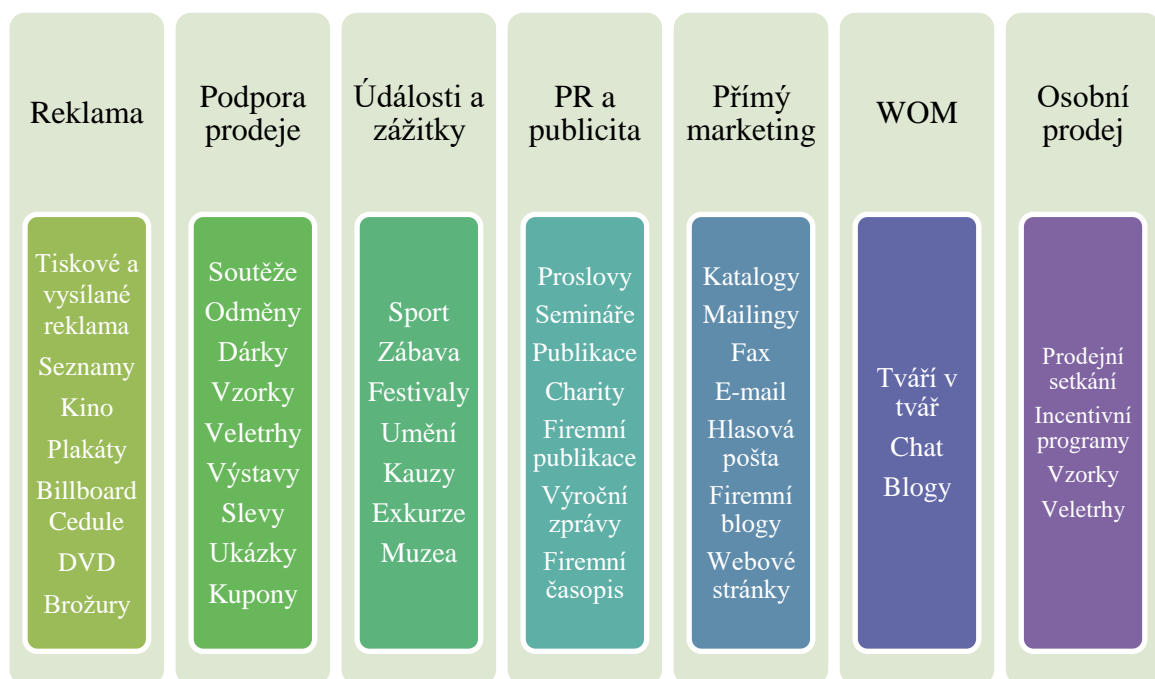 Reklama
Tiskové a
vysílané
reklama
Seznamy
Kino
Plakáty
Billboard
Cedule
DVD
Brožury
Podpora
prodeje
Soutěže
Odměny
Dárky
Vzorky
Veletrhy
Výstavy
Slevy
Ukázky
Kupony
Údálosti a
zážitky
Sport
Zábava
Festivaly
Umění
Kauzy
Exkurze
Muzea
PR a
publicita
Proslovy
Semináře
Publikace
Charity
Firemní
publikace
Výroční
zprávy
Firemní
časopis
Přímý
marketing
Katalogy
Mailingy
Fax
E-mail
Hlasová
pošta
Firemní
blogy
Webové
stránky
WOM
Tváří v
tvář
Chat
Blogy
Osobní
prodej
Prodejní
setkání
Incentivní
programy
Vzorky
Veletrhy